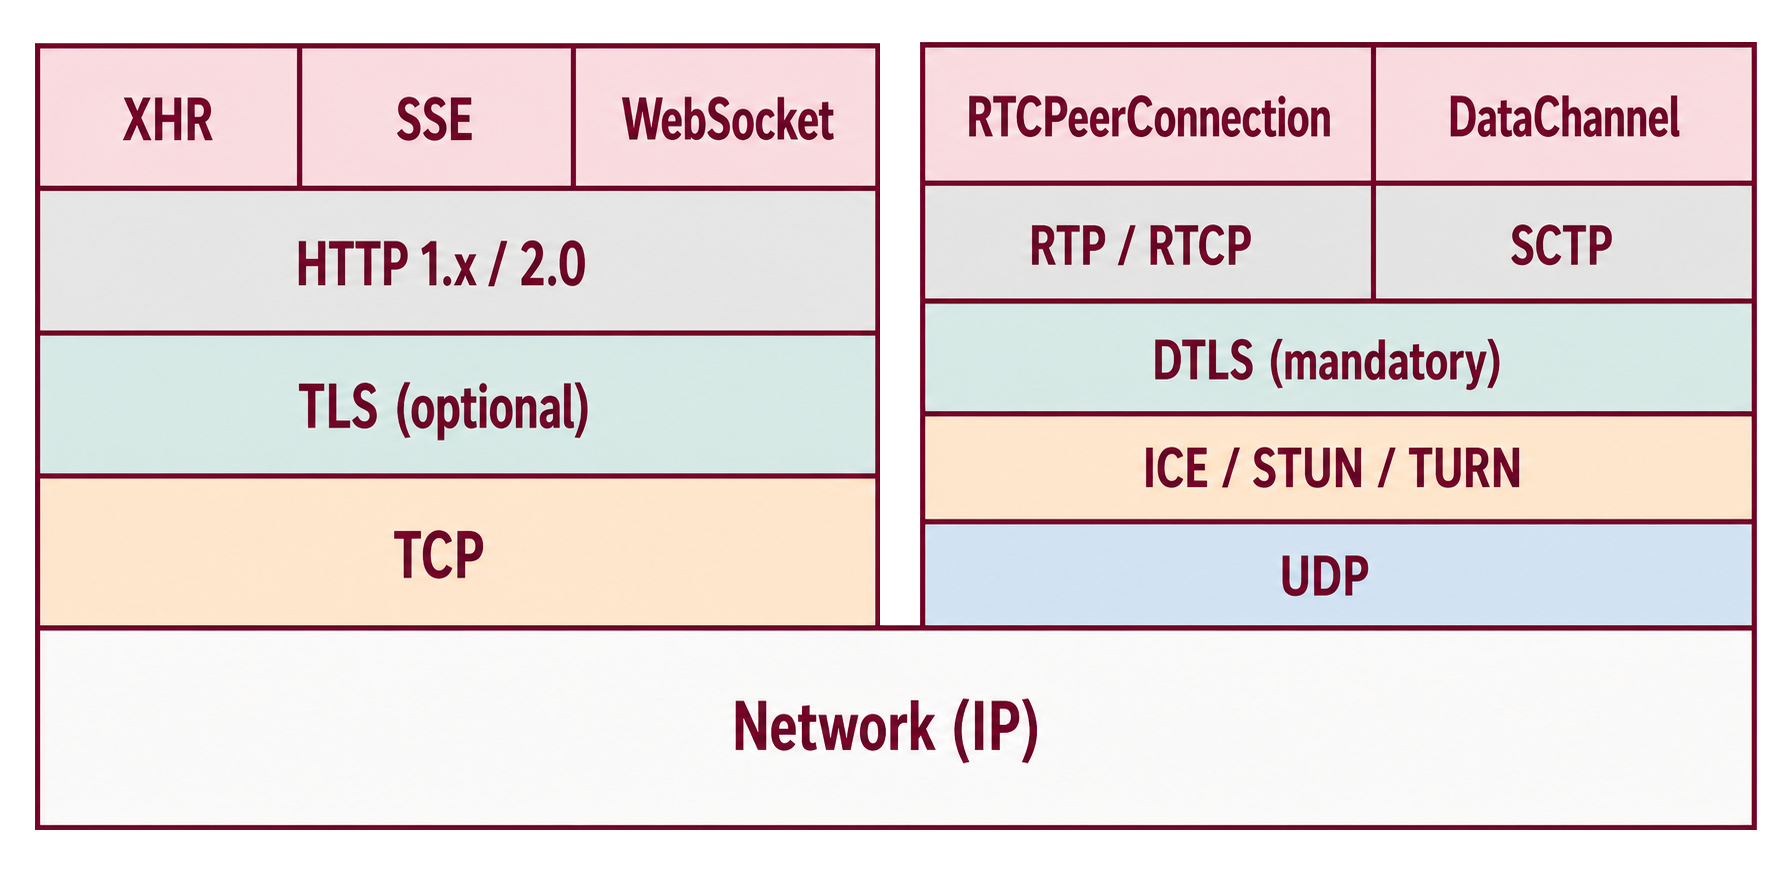 XHR
SSE
WebSocket
HTTP 1.x / 2.0
TLS (optional)
TCP
RTCPeerConnection
DataChannel
RTP / RTCP
SCTP
DTLS (mandatory)
ICE / STUN / TURN
UDP
Network (IP)